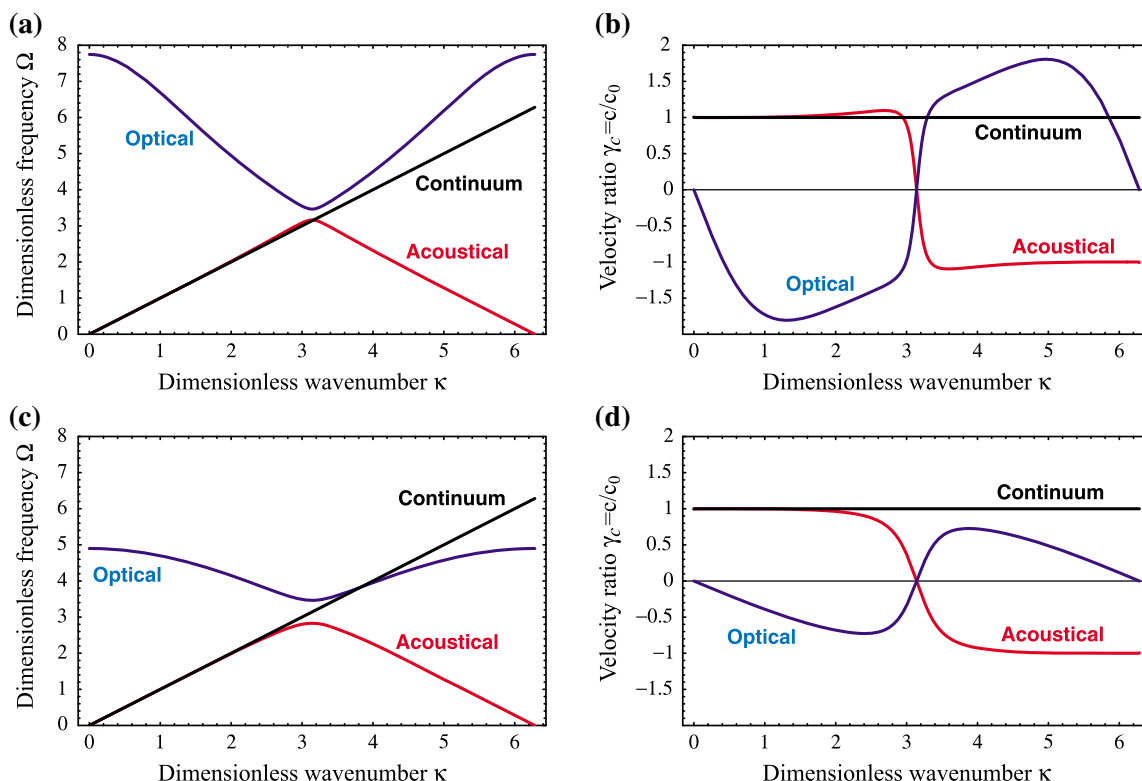 (a)
Dimensionless frequency Ω
8
7
6
5
4
3
2
1
0
Optical
Continuum
Acoustical
0 1 2 3 4 5 6
Dimensionless wavenumber κ
(b)
Velocity ratio γc=c/c0
2
1.5
1
0.5
0
−0.5
−1
−1.5
Continuum
Acoustical
Optical
0 1 2 3 4 5 6
Dimensionless wavenumber κ
(c)
Dimensionless frequency Ω
8
7
6
5
4
3
2
1
0
Continuum
Optical
Acoustical
0 1 2 3 4 5 6
Dimensionless wavenumber κ
(d)
Velocity ratio γc=c/c0
2
1.5
1
0.5
0
−0.5
−1
−1.5
Continuum
Optical
Acoustical
0 1 2 3 4 5 6
Dimensionless wavenumber κ